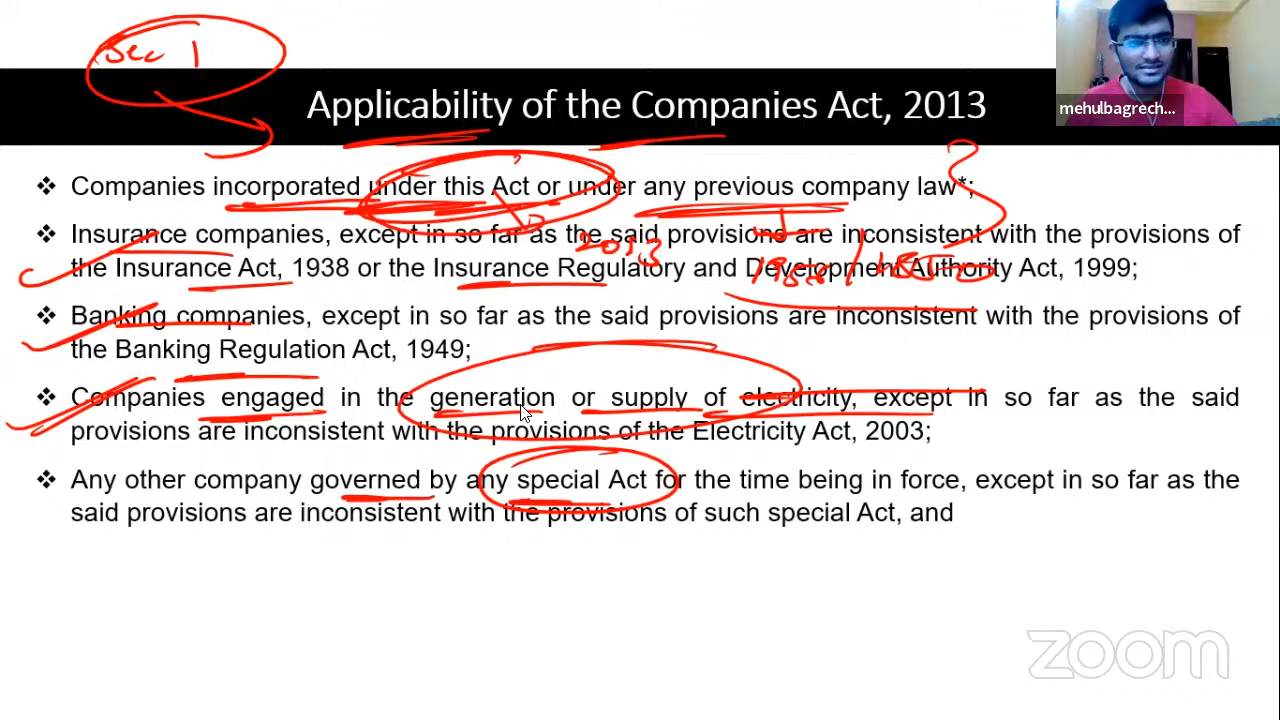 Sec 1
mehulbagrech...
Applicability of the Companies Act, 2013
❖ Companies incorporated under this Act or under any previous company law*;
❖ Insurance companies, except in so far as the said provisions are inconsistent with the provisions of
the Insurance Act, 1938 or the Insurance Regulatory and Development Authority Act, 1999;
2013
❖ Banking companies, except in so far as the said provisions are inconsistent with the provisions of
the Banking Regulation Act, 1949;
❖ Companies engaged in the generation or supply of electricity, except in so far as the said
provisions are inconsistent with the provisions of the Electricity Act, 2003;
❖ Any other company governed by any special Act for the time being in force, except in so far as the
said provisions are inconsistent with the provisions of such special Act, and
zoom